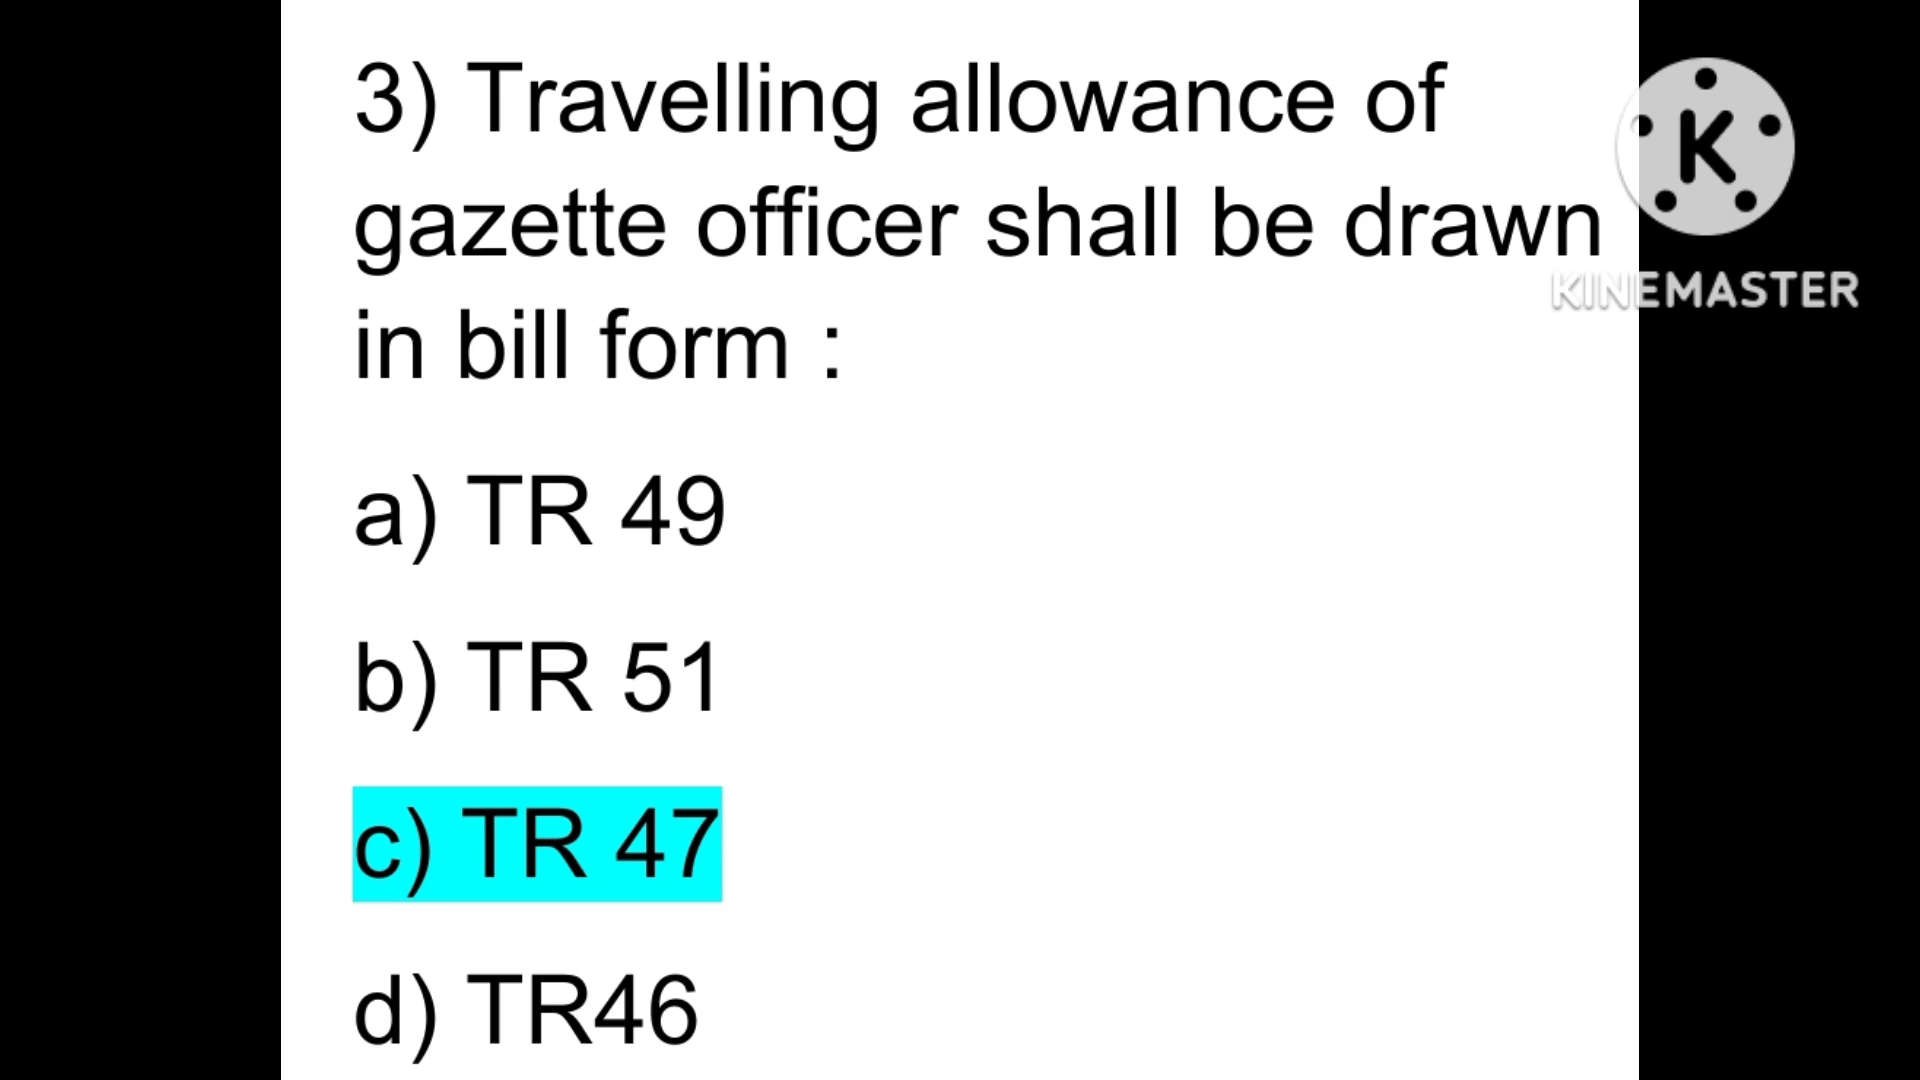 3) Travelling allowance of
gazette officer shall be drawn
in bill form :
a) TR 49
b) TR 51
c) TR 47
d) TR46
K
KINEMASTER